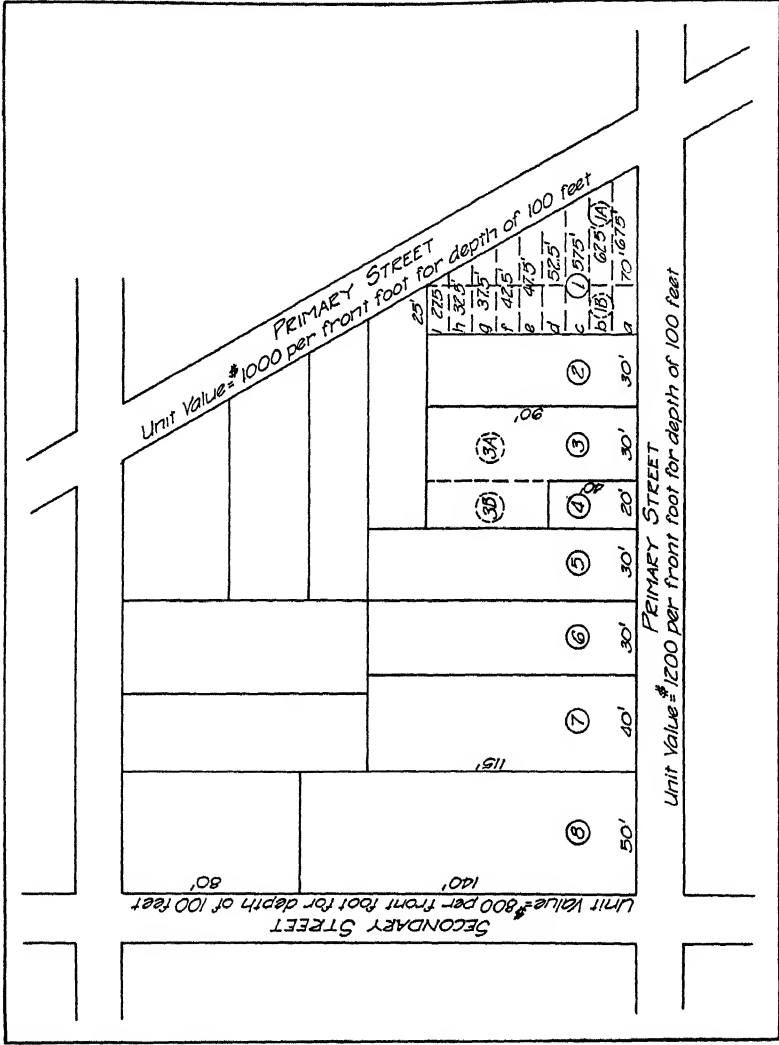 PRIMARY STREET
Unit Value=$1000 per front foot for depth of 100 feet
25'
i 27.5'
h 32.5'
g 37.5'
f 42.5'
e 47.5'
d 52.5'
c ① 57.5'
b (1B) 62.5' (1A)
a 70' 67.5'
② 30'
90'
(3A) ③ 30'
(3B) ④ 40' 20'
⑤ 30'
⑥ 30'
⑦ 40'
115'
⑧ 50'
80'
140'
Unit Value=$800 per front foot for depth of 100 feet
SECONDARY STREET
PRIMARY STREET
Unit Value=$1200 per front foot for depth of 100 feet